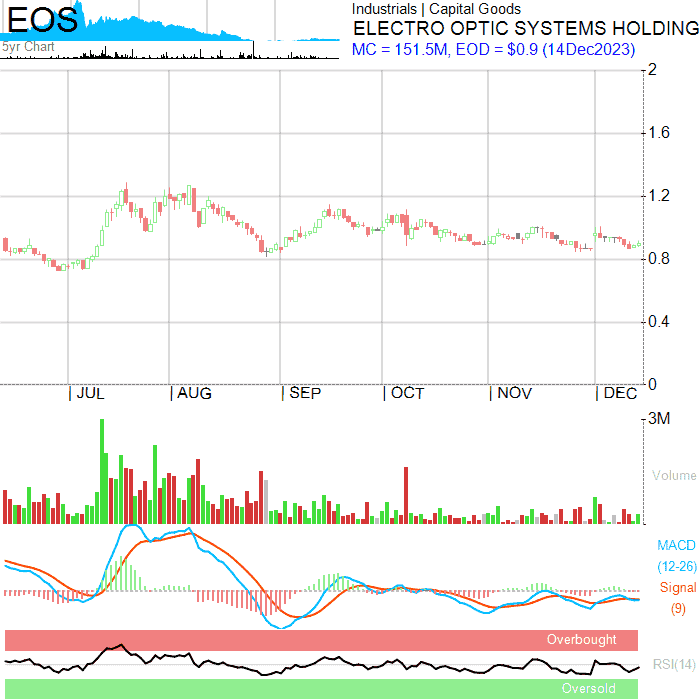 EOS
5yr Chart
Industrials | Capital Goods
ELECTRO OPTIC SYSTEMS HOLDING
MC = 151.5M, EOD = $0.9 (14Dec2023)
2
1.6
1.2
0.8
0.4
0
JUL AUG SEP OCT NOV DEC
3M
Volume
MACD
(12-26)
Signal
(9)
Overbought
RSI(14)
Oversold